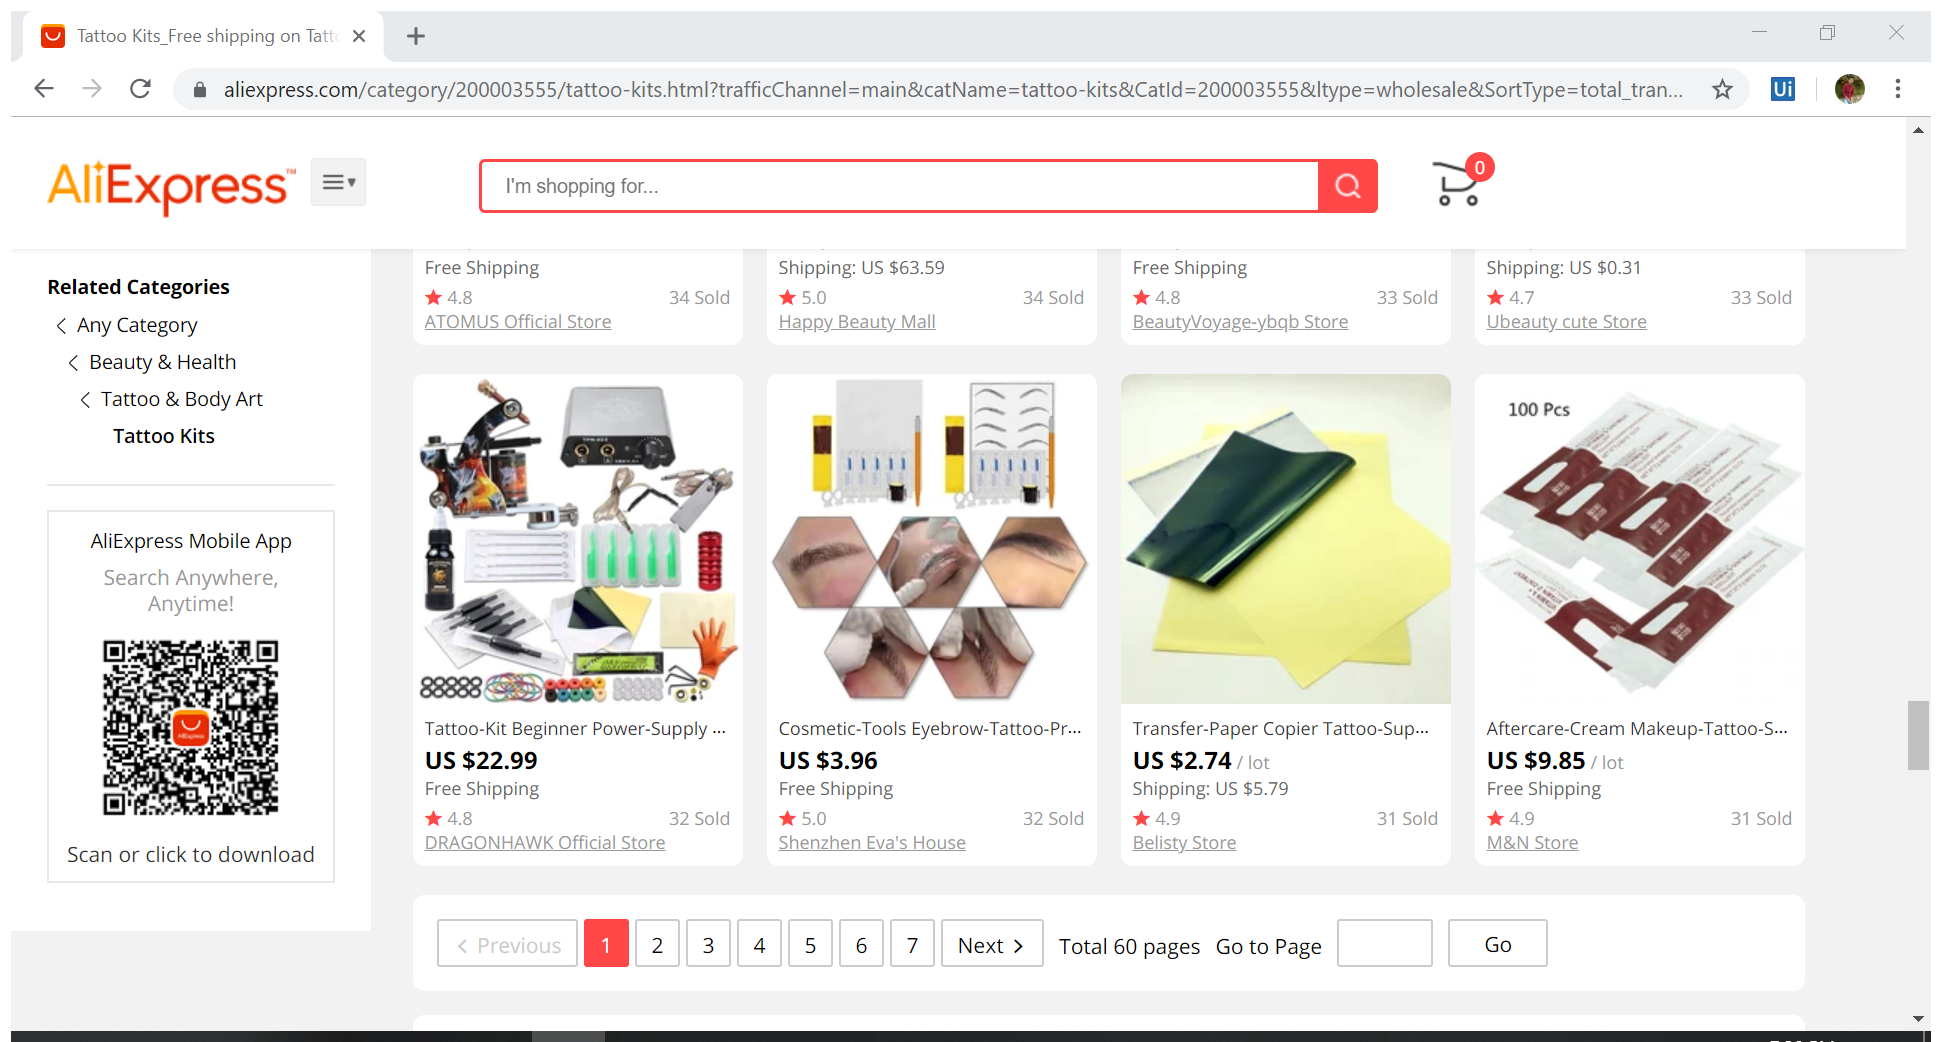 Tattoo Kits_Free shipping on Tatt
aliexpress.com/category/200003555/tattoo-kits.html?trafficChannel=main&catName=tattoo-kits&CatId=200003555&ltype=wholesale&SortType=total_tran...
Ui
AliExpress™
I'm shopping for...
0
Related Categories
Any Category
Beauty & Health
Tattoo & Body Art
Tattoo Kits
AliExpress Mobile App
Search Anywhere,
Anytime!
AliExpress
Scan or click to download
Free Shipping
4.8 34 Sold
ATOMUS Official Store
Shipping: US $63.59
5.0 34 Sold
Happy Beauty Mall
Free Shipping
4.8 33 Sold
BeautyVoyage-ybqb Store
Shipping: US $0.31
4.7 33 Sold
Ubeauty cute Store
Tattoo-Kit Beginner Power-Supply ...
US $22.99
Free Shipping
4.8 32 Sold
DRAGONHAWK Official Store
Cosmetic-Tools Eyebrow-Tattoo-Pr...
US $3.96
Free Shipping
5.0 32 Sold
Shenzhen Eva's House
Transfer-Paper Copier Tattoo-Sup...
US $2.74 / lot
Shipping: US $5.79
4.9 31 Sold
Belisty Store
100 Pcs
Aftercare-Cream Makeup-Tattoo-S...
US $9.85 / lot
Free Shipping
4.9 31 Sold
M&N Store
Previous 1 2 3 4 5 6 7 Next Total 60 pages Go to Page Go